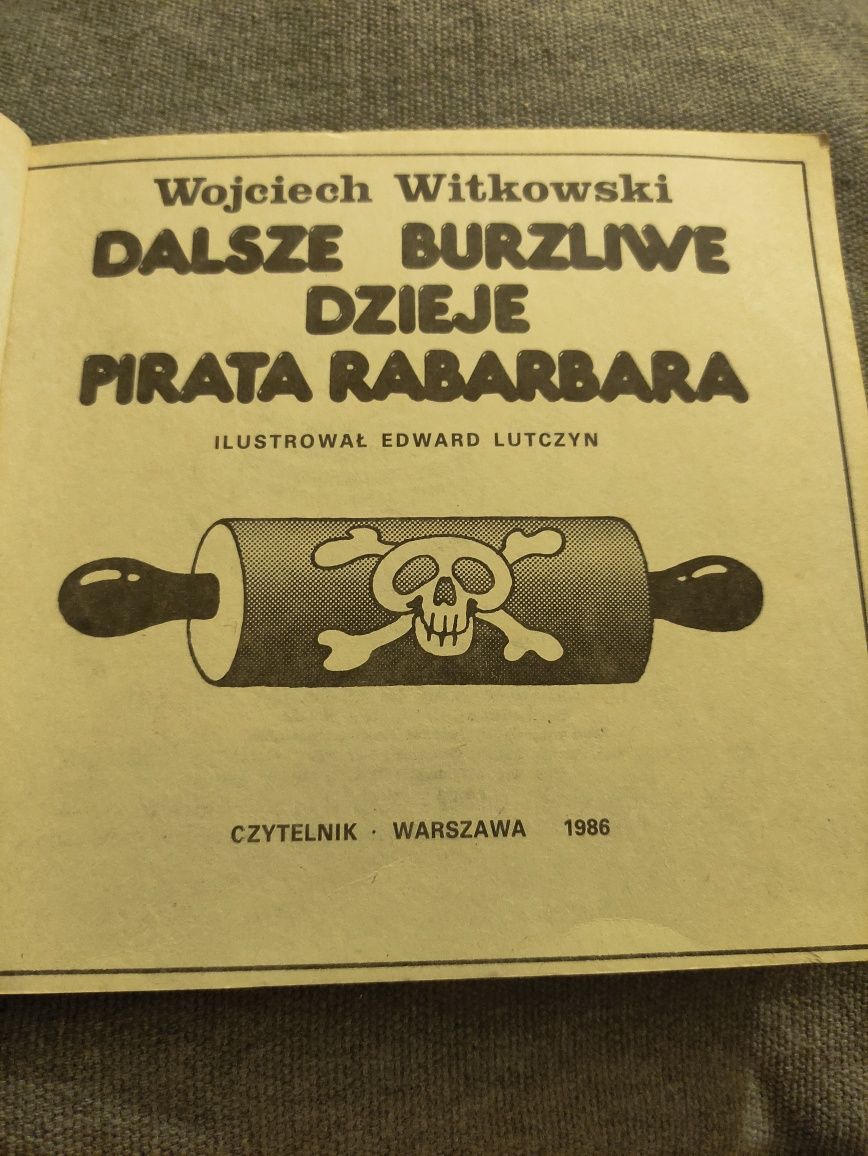 Wojciech Witkowski
DALSZE BURZLIWE
DZIEJE
PIRATA RABARBARA
ILUSTROWAŁ EDWARD LUTCZYN
CZYTELNIK · WARSZAWA 1986